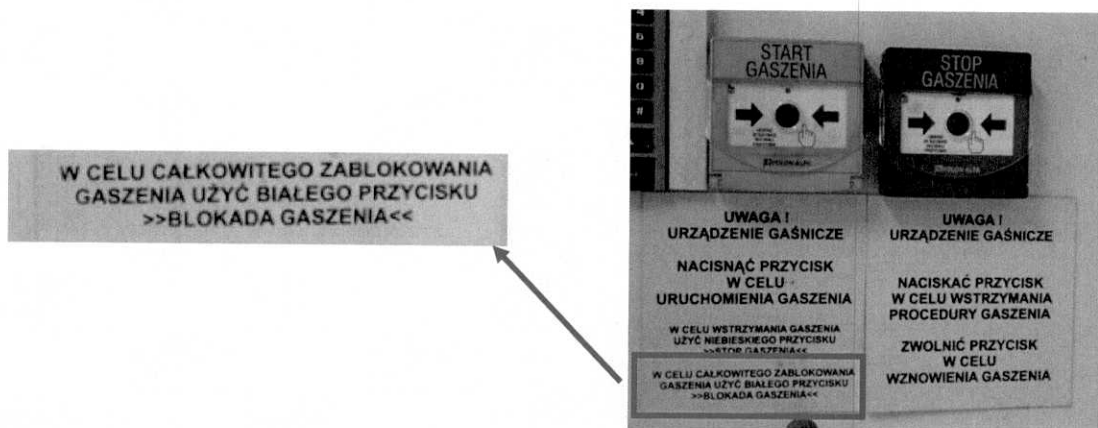 W CELU CAŁKOWITEGO ZABLOKOWANIA
GASZENIA UŻYĆ BIAŁEGO PRZYCISKU
>>BLOKADA GASZENIA<<
START
GASZENIA
STOP
GASZENIA
UWAGA !
URZĄDZENIE GAŚNICZE
NACISNĄĆ PRZYCISK
W CELU
URUCHOMIENIA GASZENIA
W CELU WSTRZYMANIA GASZENIA
UŻYĆ NIEBIESKIEGO PRZYCISKU
>>STOP GASZENIA<<
W CELU CAŁKOWITEGO ZABLOKOWANIA
GASZENIA UŻYĆ BIAŁEGO PRZYCISKU
>>BLOKADA GASZENIA<<
UWAGA !
URZĄDZENIE GAŚNICZE
NACISKAĆ PRZYCISK
W CELU WSTRZYMANIA
PROCEDURY GASZENIA
ZWOLNIĆ PRZYCISK
W CELU
WZNOWIENIA GASZENIA